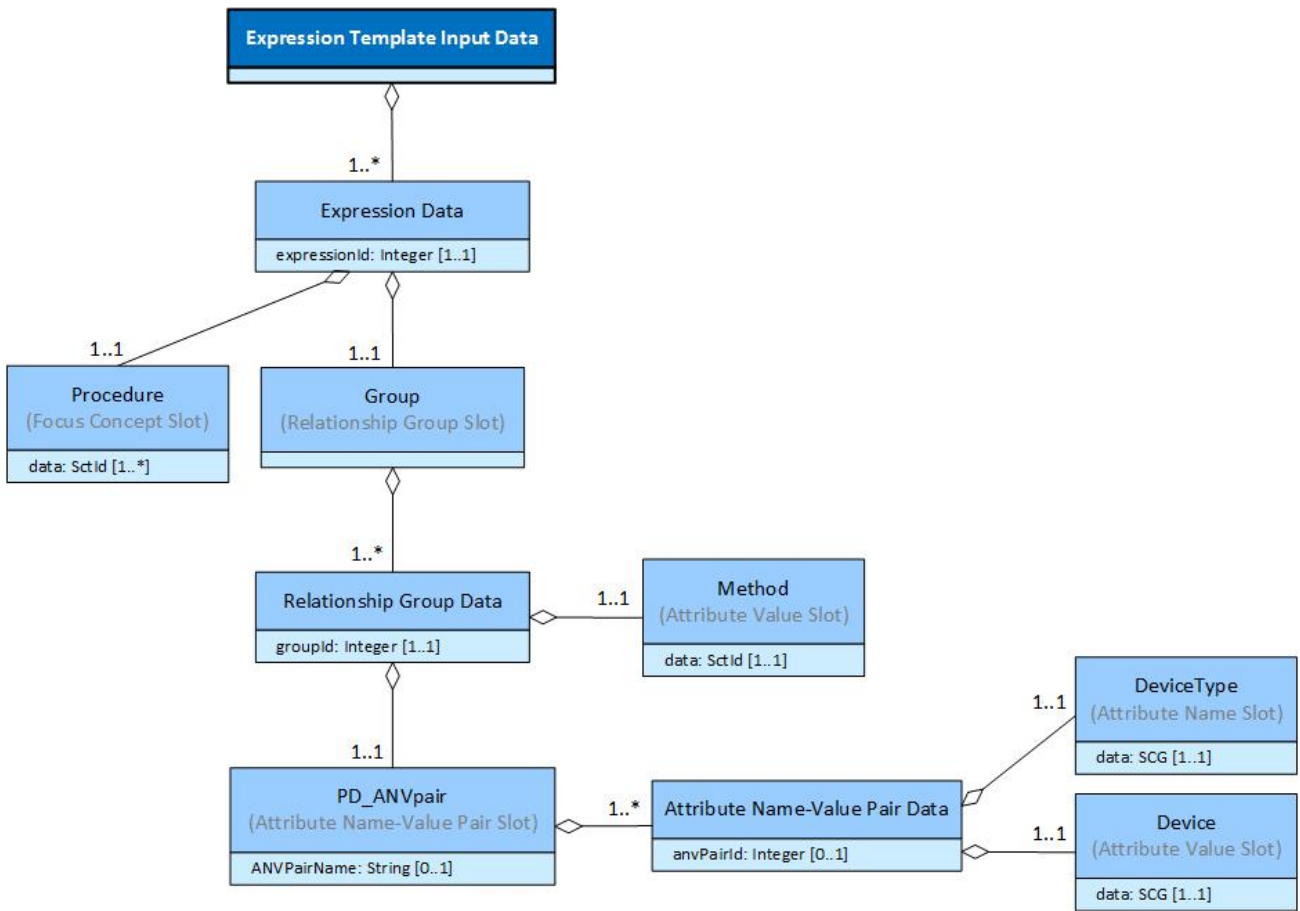 Expression Template Input Data
1..*
Expression Data
expressionId: Integer [1..1]
1..1
1..1
Procedure
(Focus Concept Slot)
data: SctId [1..*]
Group
(Relationship Group Slot)
1..*
Relationship Group Data
groupId: Integer [1..1]
1..1
Method
(Attribute Value Slot)
data: SctId [1..1]
1..1
PD_ANVpair
(Attribute Name-Value Pair Slot)
ANVPairName: String [0..1]
1..*
Attribute Name-Value Pair Data
anvPairId: Integer [0..1]
1..1
DeviceType
(Attribute Name Slot)
data: SCG [1..1]
1..1
Device
(Attribute Value Slot)
data: SCG [1..1]